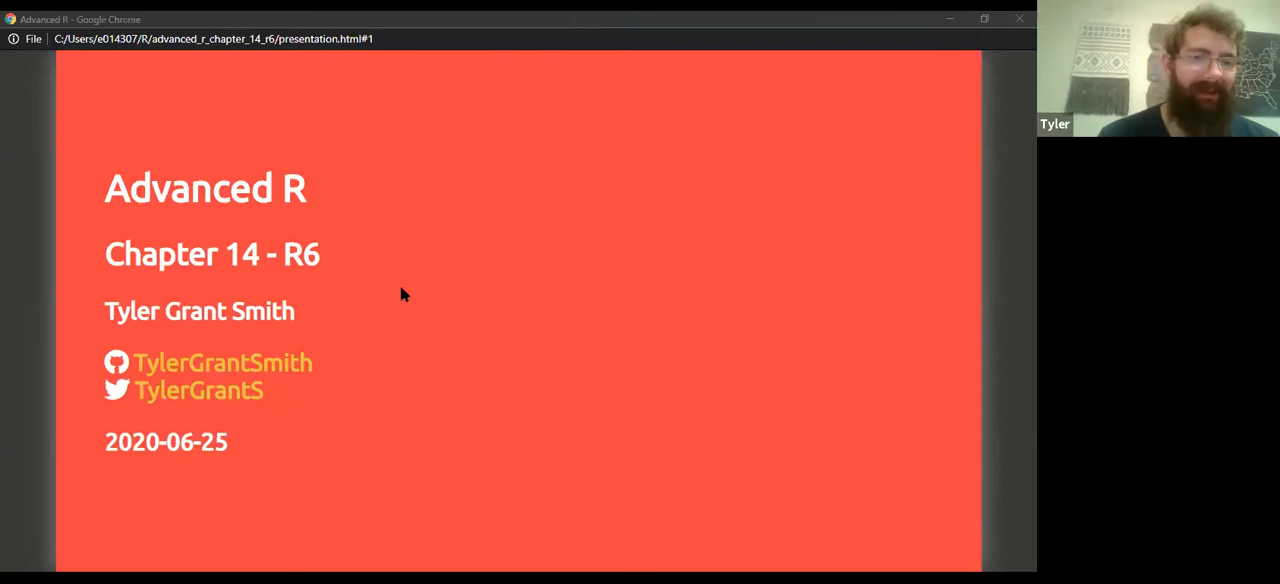 Advanced R - Google Chrome
File C:/Users/e014307/R/advanced_r_chapter_14_r6/presentation.html#1
Advanced R
Chapter 14 - R6
Tyler Grant Smith
TylerGrantSmith
TylerGrantS
2020-06-25
Tyler